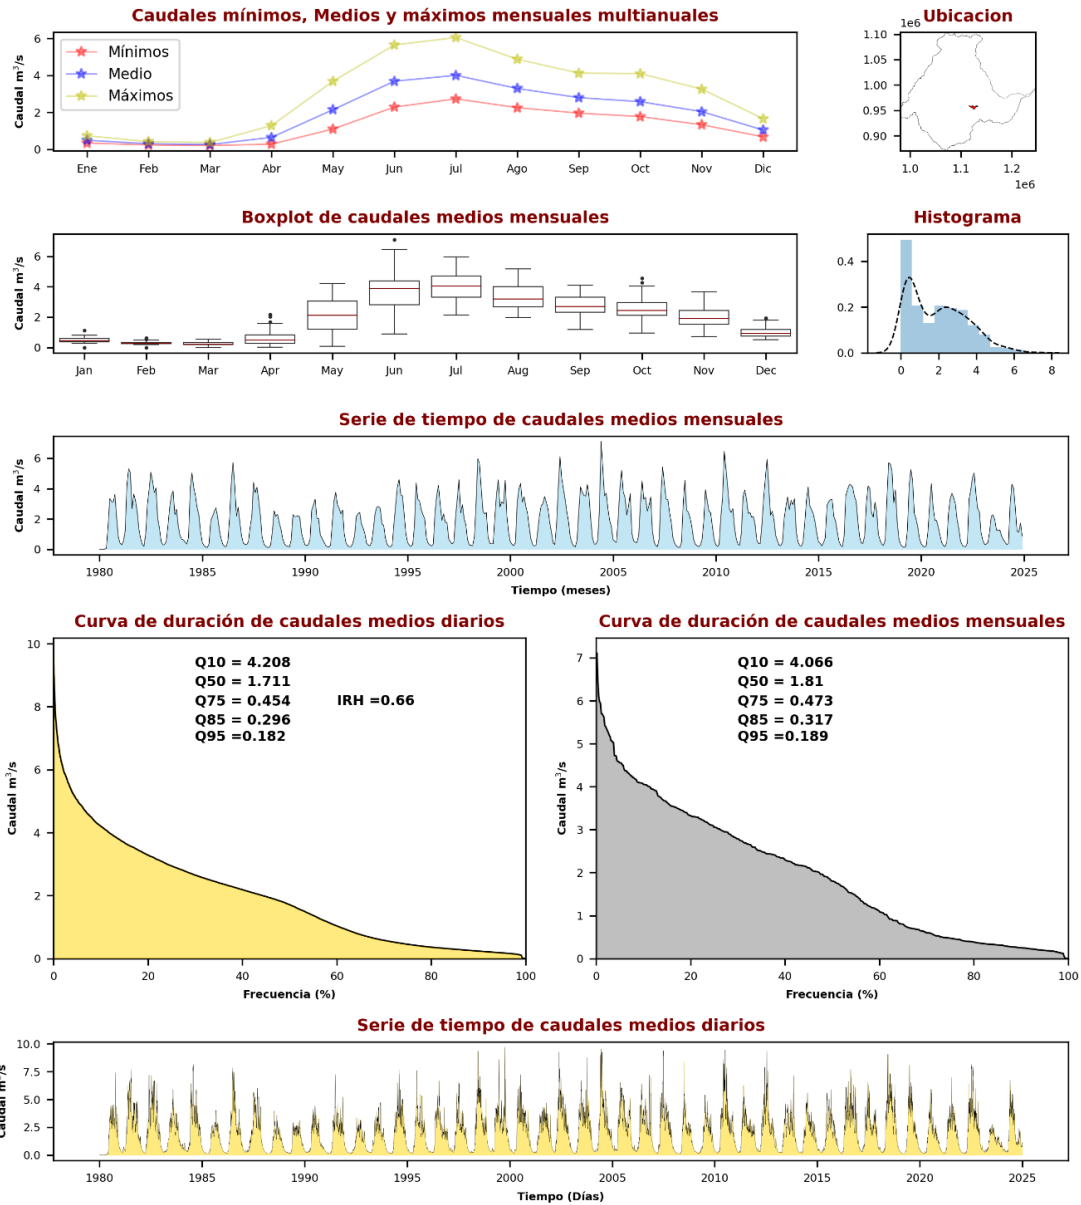 Caudales mínimos, Medios y máximos mensuales multianuales
Caudal m³/s
6
4
2
0
Mínimos
Medio
Máximos
Ene Feb Mar Abr May Jun jul Ago Sep Oct Nov Dic
Ubicacion
1e6
1.10
1.05
1.00
0.95
0.90
1.0 1.1 1.2
1e6
Boxplot de caudales medios mensuales
Caudal m³/s
6
4
2
0
Jan Feb Mar Apr May Jun Jul Aug Sep Oct Nov Dec
Histograma
0.4
0.2
0.0
0 2 4 6 8
Serie de tiempo de caudales medios mensuales
Caudal m³/s
6
4
2
0
1980 1985 1990 1995 2000 2005 2010 2015 2020 2025
Tiempo (meses)
Curva de duración de caudales medios diarios
Caudal m³/s
10
8
6
4
2
0
Q10 = 4.208
Q50 = 1.711
Q75 = 0.454 IRH =0.66
Q85 = 0.296
Q95 =0.182
0 20 40 60 80 100
Frecuencia (%)
Curva de duración de caudales medios mensuales
Caudal m³/s
7
6
5
4
3
2
1
0
Q10 = 4.066
Q50 = 1.81
Q75 = 0.473
Q85 = 0.317
Q95 =0.189
0 20 40 60 80 100
Frecuencia (%)
Serie de tiempo de caudales medios diarios
Caudal m³/s
10.0
7.5
5.0
2.5
0.0
1980 1985 1990 1995 2000 2005 2010 2015 2020 2025
Tiempo (Días)